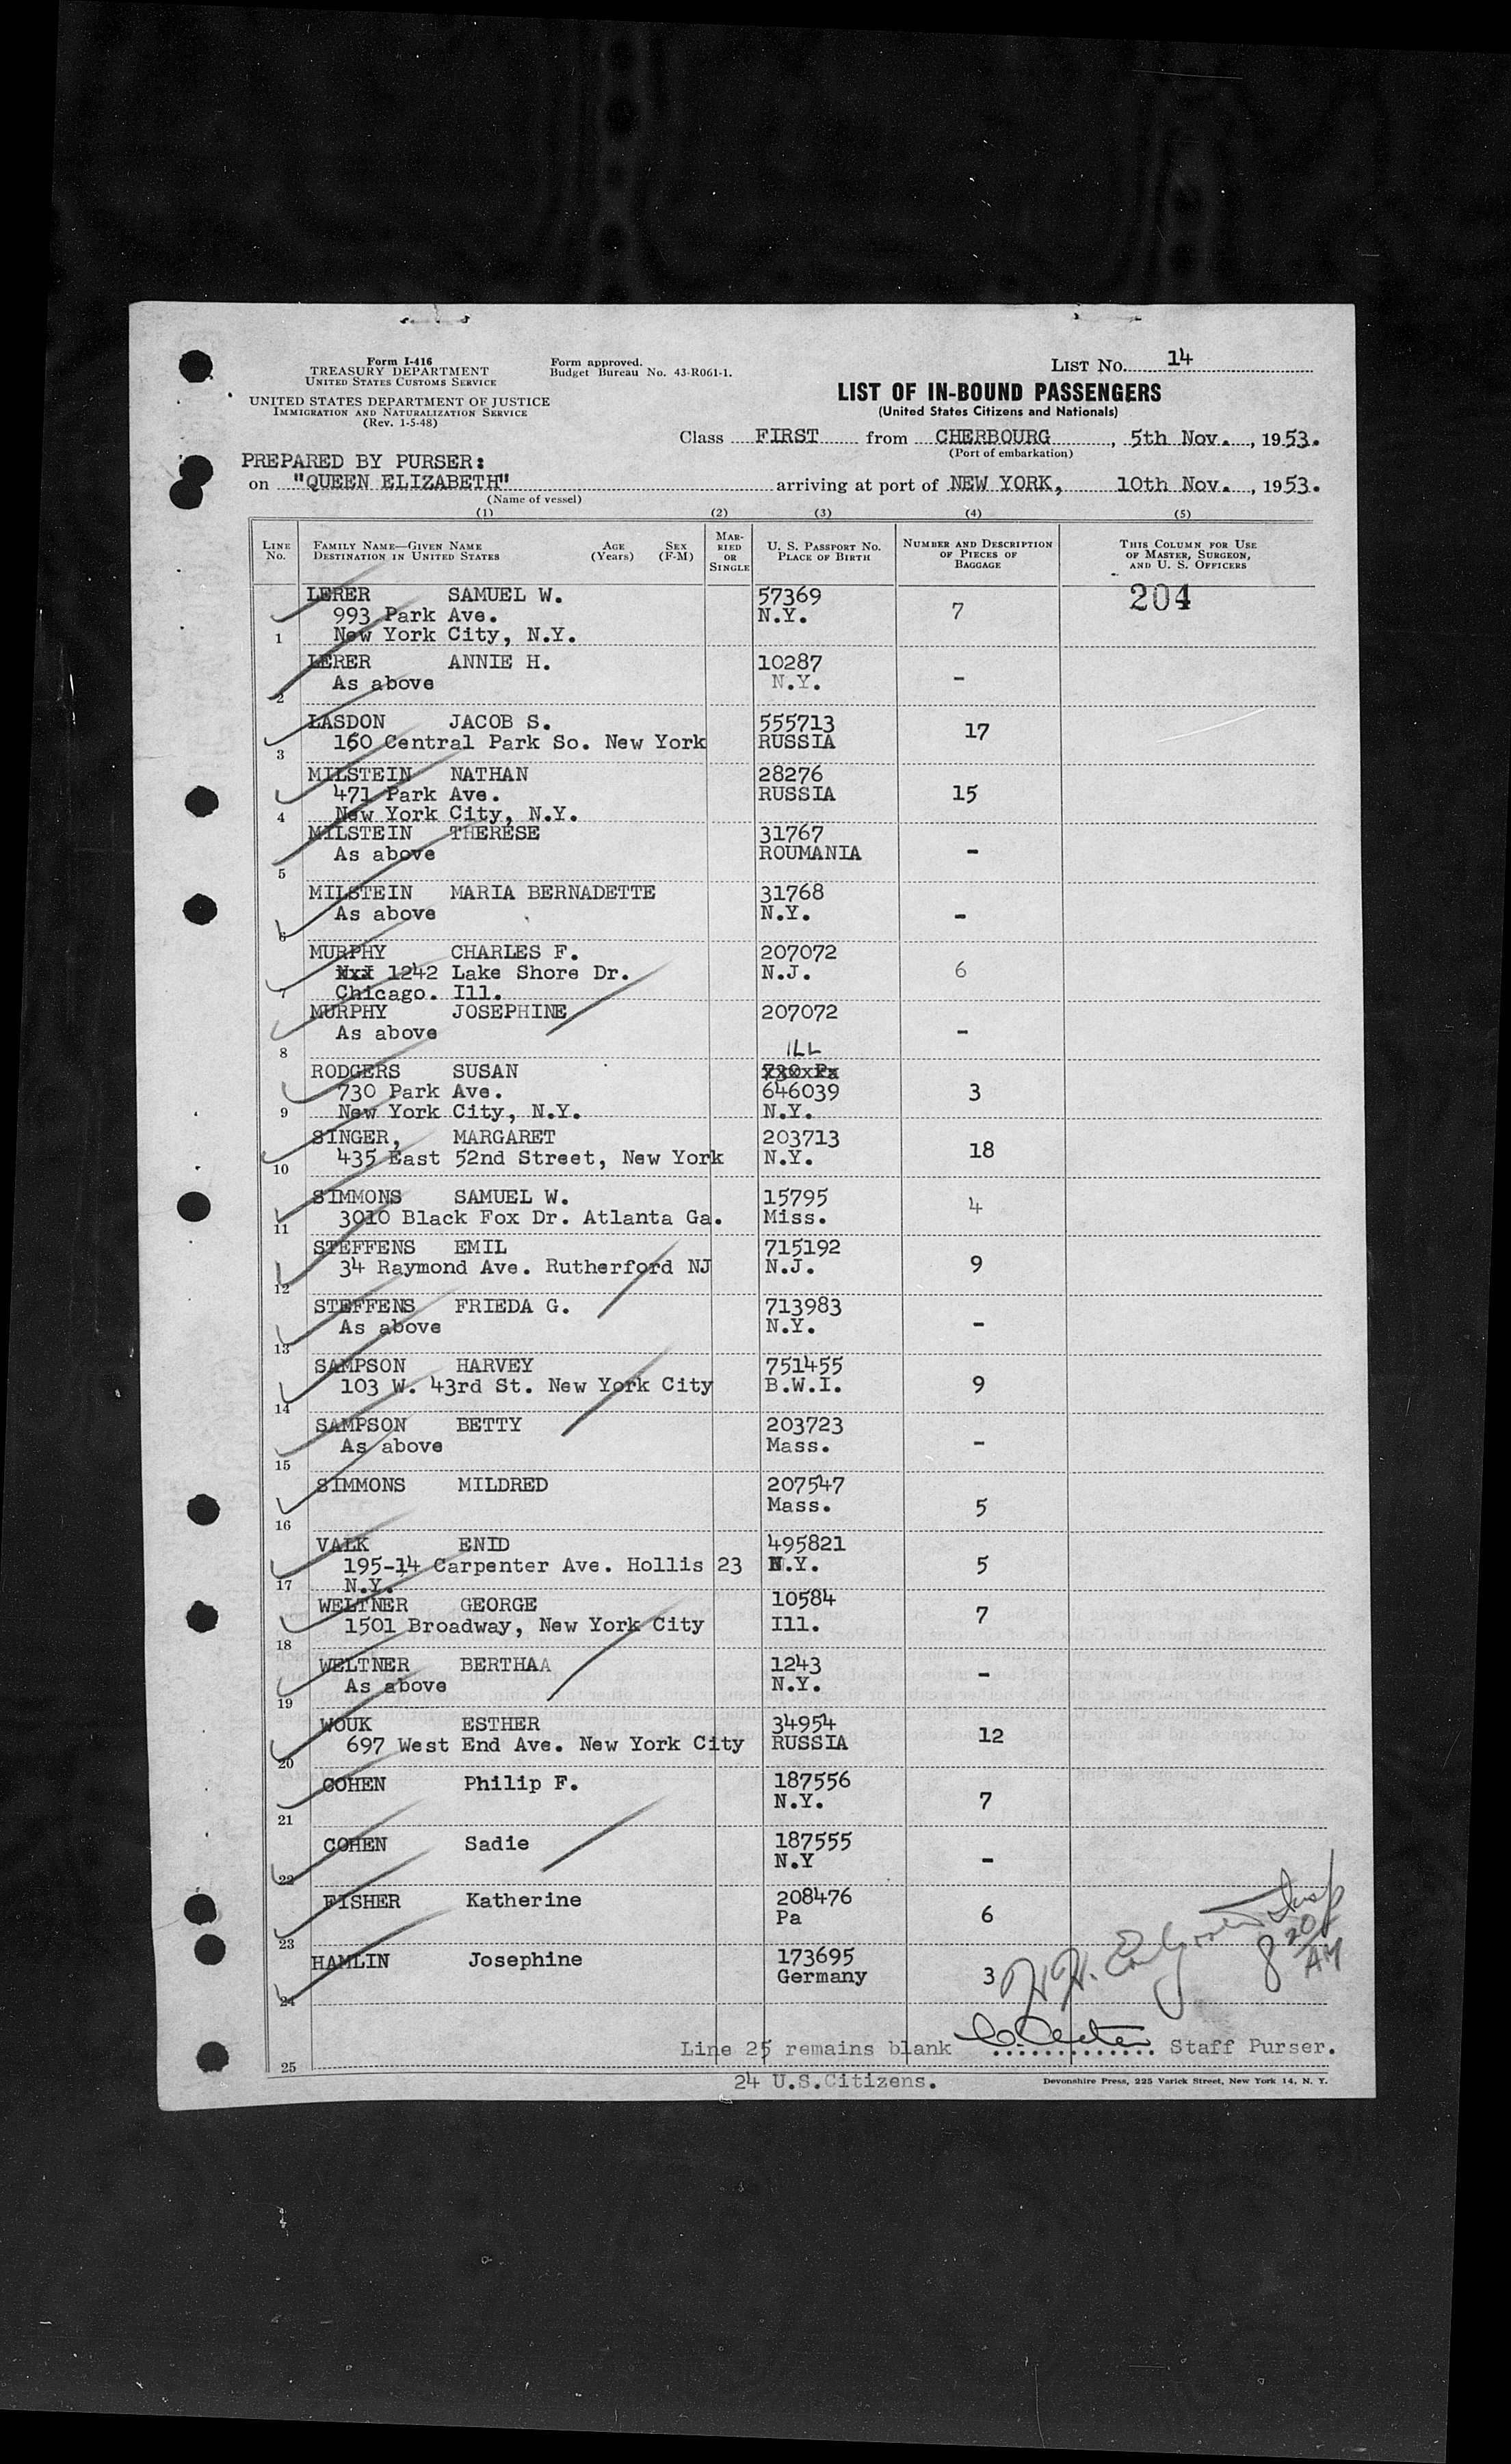 Form I-416
TREASURY DEPARTMENT
UNITED STATES CUSTOMS SERVICE
UNITED STATES DEPARTMENT OF JUSTICE
IMMIGRATION AND NATURALIZATION SERVICE
(Rev. 1-5-48)
Form approved.
Budget Bureau No. 43-R061-1.
LIST No. 14
LIST OF IN-BOUND PASSENGERS
(United States Citizens and Nationals)
Class FIRST from CHERBOURG, 5th Nov., 1953.
(Port of embarkation)
PREPARED BY PURSER:
on "QUEEN ELIZABETH" arriving at port of NEW YORK, 10th Nov., 1953.
(Name of vessel)
(1) (2) (3) (4) (5)
LINE No. FAMILY NAME—GIVEN NAME DESTINATION IN UNITED STATES AGE (Years) SEX (F-M) MARRIED OR SINGLE U. S. PASSPORT NO. PLACE OF BIRTH NUMBER AND DESCRIPTION OF PIECES OF BAGGAGE THIS COLUMN FOR USE OF MASTER, SURGEON, AND U. S. OFFICERS
LERER SAMUEL W. 57369 204
993 Park Ave. N.Y. 7
1 New York City, N.Y.
LERER ANNIE H. 10287
2 As above N.Y. -
LASDON JACOB S. 555713 17
3 160 Central Park So. New York RUSSIA
MILSTEIN NATHAN 28276
471 Park Ave. RUSSIA 15
4 New York City, N.Y.
MILSTEIN THERESE 31767
5 As above ROUMANIA -
MILSTEIN MARIA BERNADETTE 31768
6 As above N.Y. -
MURPHY CHARLES F. 207072
NxI 1242 Lake Shore Dr. N.J. 6
7 Chicago. Ill.
MURPHY JOSEPHINE 207072
As above -
8 ILL
RODGERS SUSAN 730xPx
730 Park Ave. 646039 3
9 New York City, N.Y. N.Y.
SINGER, MARGARET 203713
10 435 East 52nd Street, New York N.Y. 18
SIMMONS SAMUEL W. 15795 4
11 3010 Black Fox Dr. Atlanta Ga. Miss.
STEFFENS EMIL 715192
12 34 Raymond Ave. Rutherford NJ N.J. 9
STEFFENS FRIEDA G. 713983
13 As above N.Y. -
SAMPSON HARVEY 751455
14 103 W. 43rd St. New York City B.W.I. 9
SAMPSON BETTY 203723
15 As above Mass. -
SIMMONS MILDRED 207547
16 Mass. 5
VALK ENID 495821
195-14 Carpenter Ave. Hollis 23 N.Y. 5
17 N.Y.
WELTNER GEORGE 10584
18 1501 Broadway, New York City Ill. 7
WELTNER BERTHAA 1243
19 As above N.Y. -
WOUK ESTHER 34954
20 697 West End Ave. New York City RUSSIA 12
COHEN Philip F. 187556
21 N.Y. 7
COHEN Sadie 187555
22 N.Y -
FISHER Katherine 208476
23 Pa 6
HAMLIN Josephine 173695
24 Germany 3
Insp
8 20 AM
Line 25 remains blank Staff Purser.
25
24 U.S.Citizens.
Devonshire Press, 225 Varick Street, New York 14, N. Y.